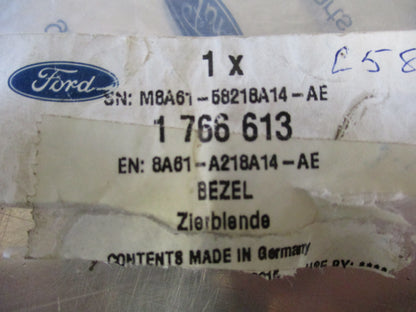 Ford
1 x
£58
SN: M8A61-58218A14-AE
1 766 613
EN: 8A61-A218A14-AE
BEZEL
Zierblende
CONTENTS MADE IN Germany